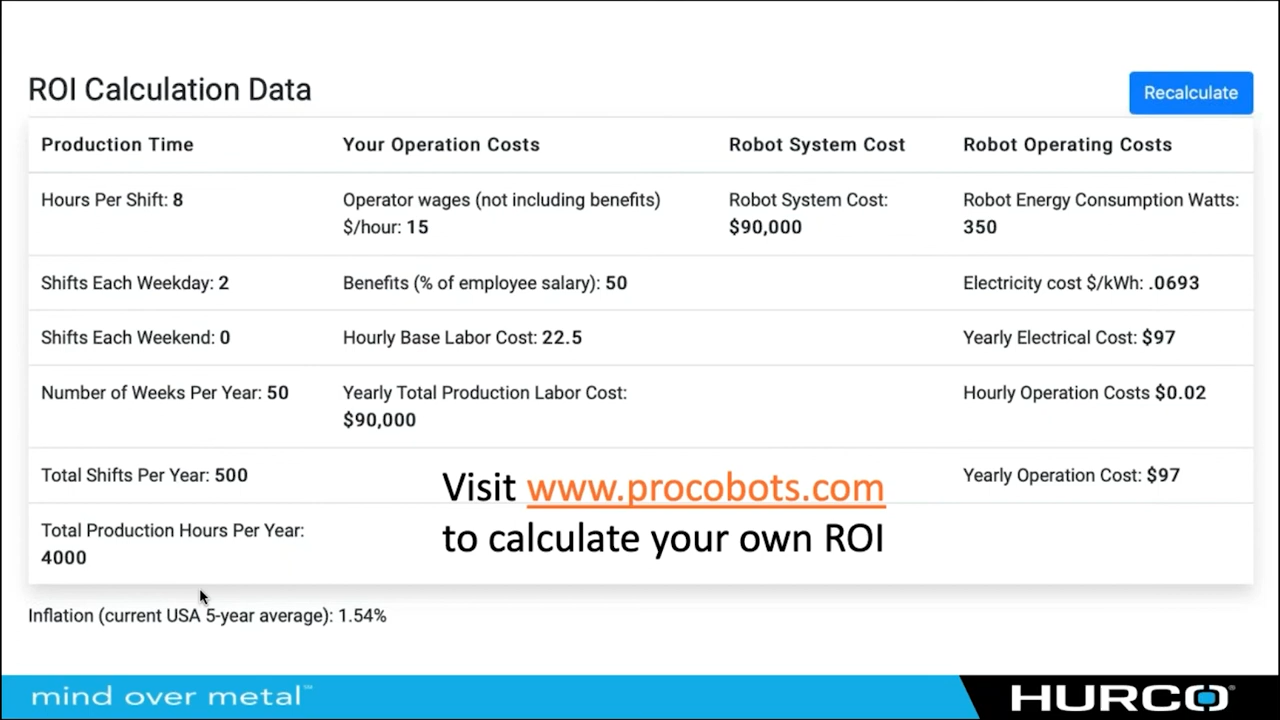 ROI Calculation Data
Recalculate
Production Time
Your Operation Costs
Robot System Cost
Robot Operating Costs
Hours Per Shift: 8
Operator wages (not including benefits)
$/hour: 15
Robot System Cost:
$90,000
Robot Energy Consumption Watts:
350
Shifts Each Weekday: 2
Benefits (% of employee salary): 50
Electricity cost $/kWh: .0693
Shifts Each Weekend: 0
Hourly Base Labor Cost: 22.5
Yearly Electrical Cost: $97
Number of Weeks Per Year: 50
Yearly Total Production Labor Cost:
$90,000
Hourly Operation Costs $0.02
Total Shifts Per Year: 500
Yearly Operation Cost: $97
Total Production Hours Per Year:
4000
Visit www.procobots.com
to calculate your own ROI
Inflation (current USA 5-year average): 1.54%
mind over metal™
HURCO